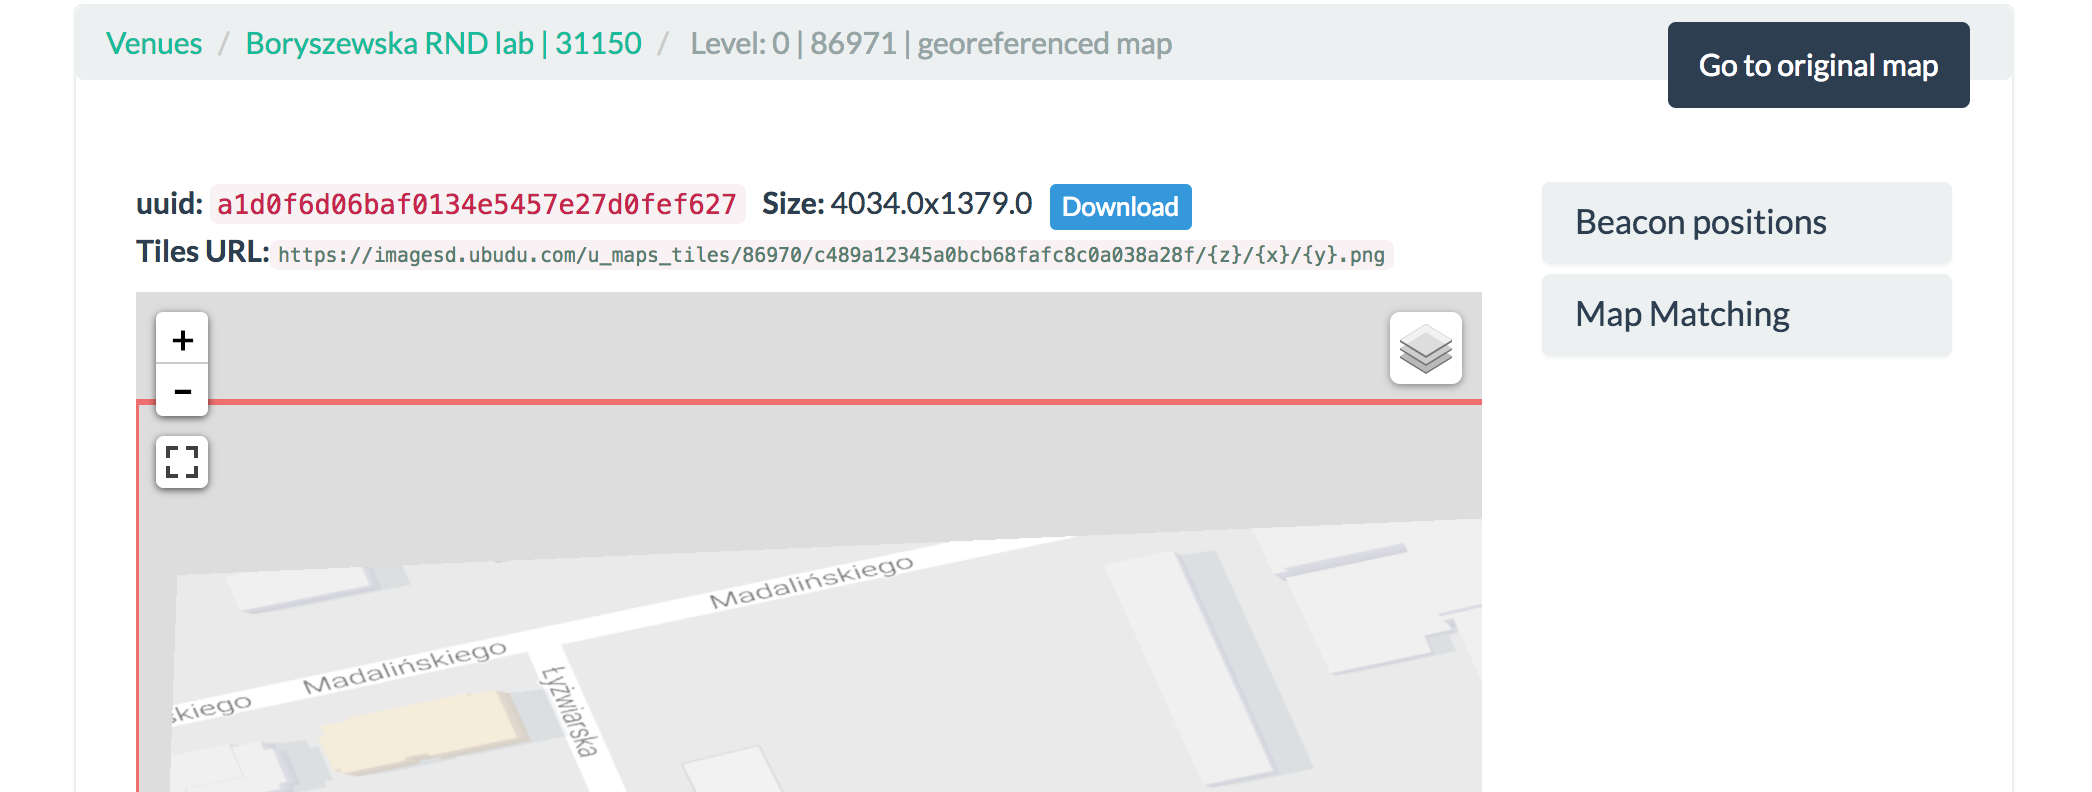 Venues / Boryszewska RND lab | 31150 / Level: 0 | 86971 | georeferenced map
Go to original map
uuid: a1d0f6d06baf0134e5457e27d0fef627 Size: 4034.0x1379.0 Download
Tiles URL: https://imagesd.ubudu.com/u_maps_tiles/86970/c489a12345a0bcb68fafc8c0a038a28f/{z}/{x}/{y}.png
Beacon positions
Map Matching
+
−
Madalińskiego
Madalińskiego
skiego
Łyżwiarska